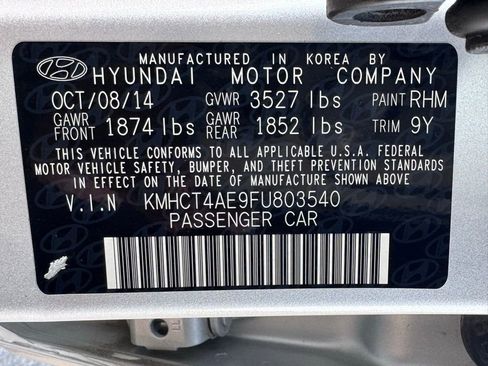 MANUFACTURED IN KOREA BY
HYUNDAI MOTOR COMPANY
OCT/08/14 GVWR 3527 lbs PAINT RHM
GAWR FRONT 1874 lbs GAWR REAR 1852 lbs TRIM 9Y
THIS VEHICLE CONFORMS TO ALL APPLICABLE U.S.A. FEDERAL
MOTOR VEHICLE SAFETY, BUMPER, AND THEFT PREVENTION STANDARDS
IN EFFECT ON THE DATE OF MANUFACTURE SHOWN ABOVE.
V.I.N KMHCT4AE9FU803540
PASSENGER CAR